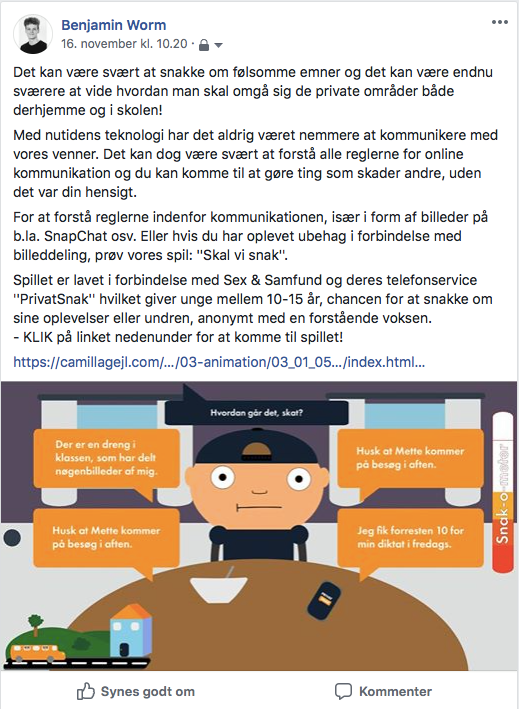 Benjamin Worm
16. november kl. 10.20 ·
Det kan være svært at snakke om følsomme emner og det kan være endnu
sværere at vide hvordan man skal omgå sig de private områder både
derhjemme og i skolen!
Med nutidens teknologi har det aldrig været nemmere at kommunikere med
vores venner. Det kan dog være svært at forstå alle reglerne for online
kommunikation og du kan komme til at gøre ting som skader andre, uden
det var din hensigt.
For at forstå reglerne indenfor kommunikationen, især i form af billeder på
b.la. SnapChat osv. Eller hvis du har oplevet ubehag i forbindelse med
billeddeling, prøv vores spil: "Skal vi snak".
Spillet er lavet i forbindelse med Sex & Samfund og deres telefonservice
"PrivatSnak" hvilket giver unge mellem 10-15 år, chancen for at snakke om
sine oplevelser eller undren, anonymt med en forstående voksen.
- KLIK på linket nedenunder for at komme til spillet!
https://camillagejl.com/.../03-animation/03_01_05.../index.html...
Hvordan går det, skat?
Der er en dreng i
klassen, som har delt
nøgenbilleder af mig.
Husk at Mette kommer
på besøg i aften.
Husk at Mette kommer
på besøg i aften.
Jeg fik forresten 10 for
min diktat i fredags.
Snak-o-meter
Synes godt om
Kommenter